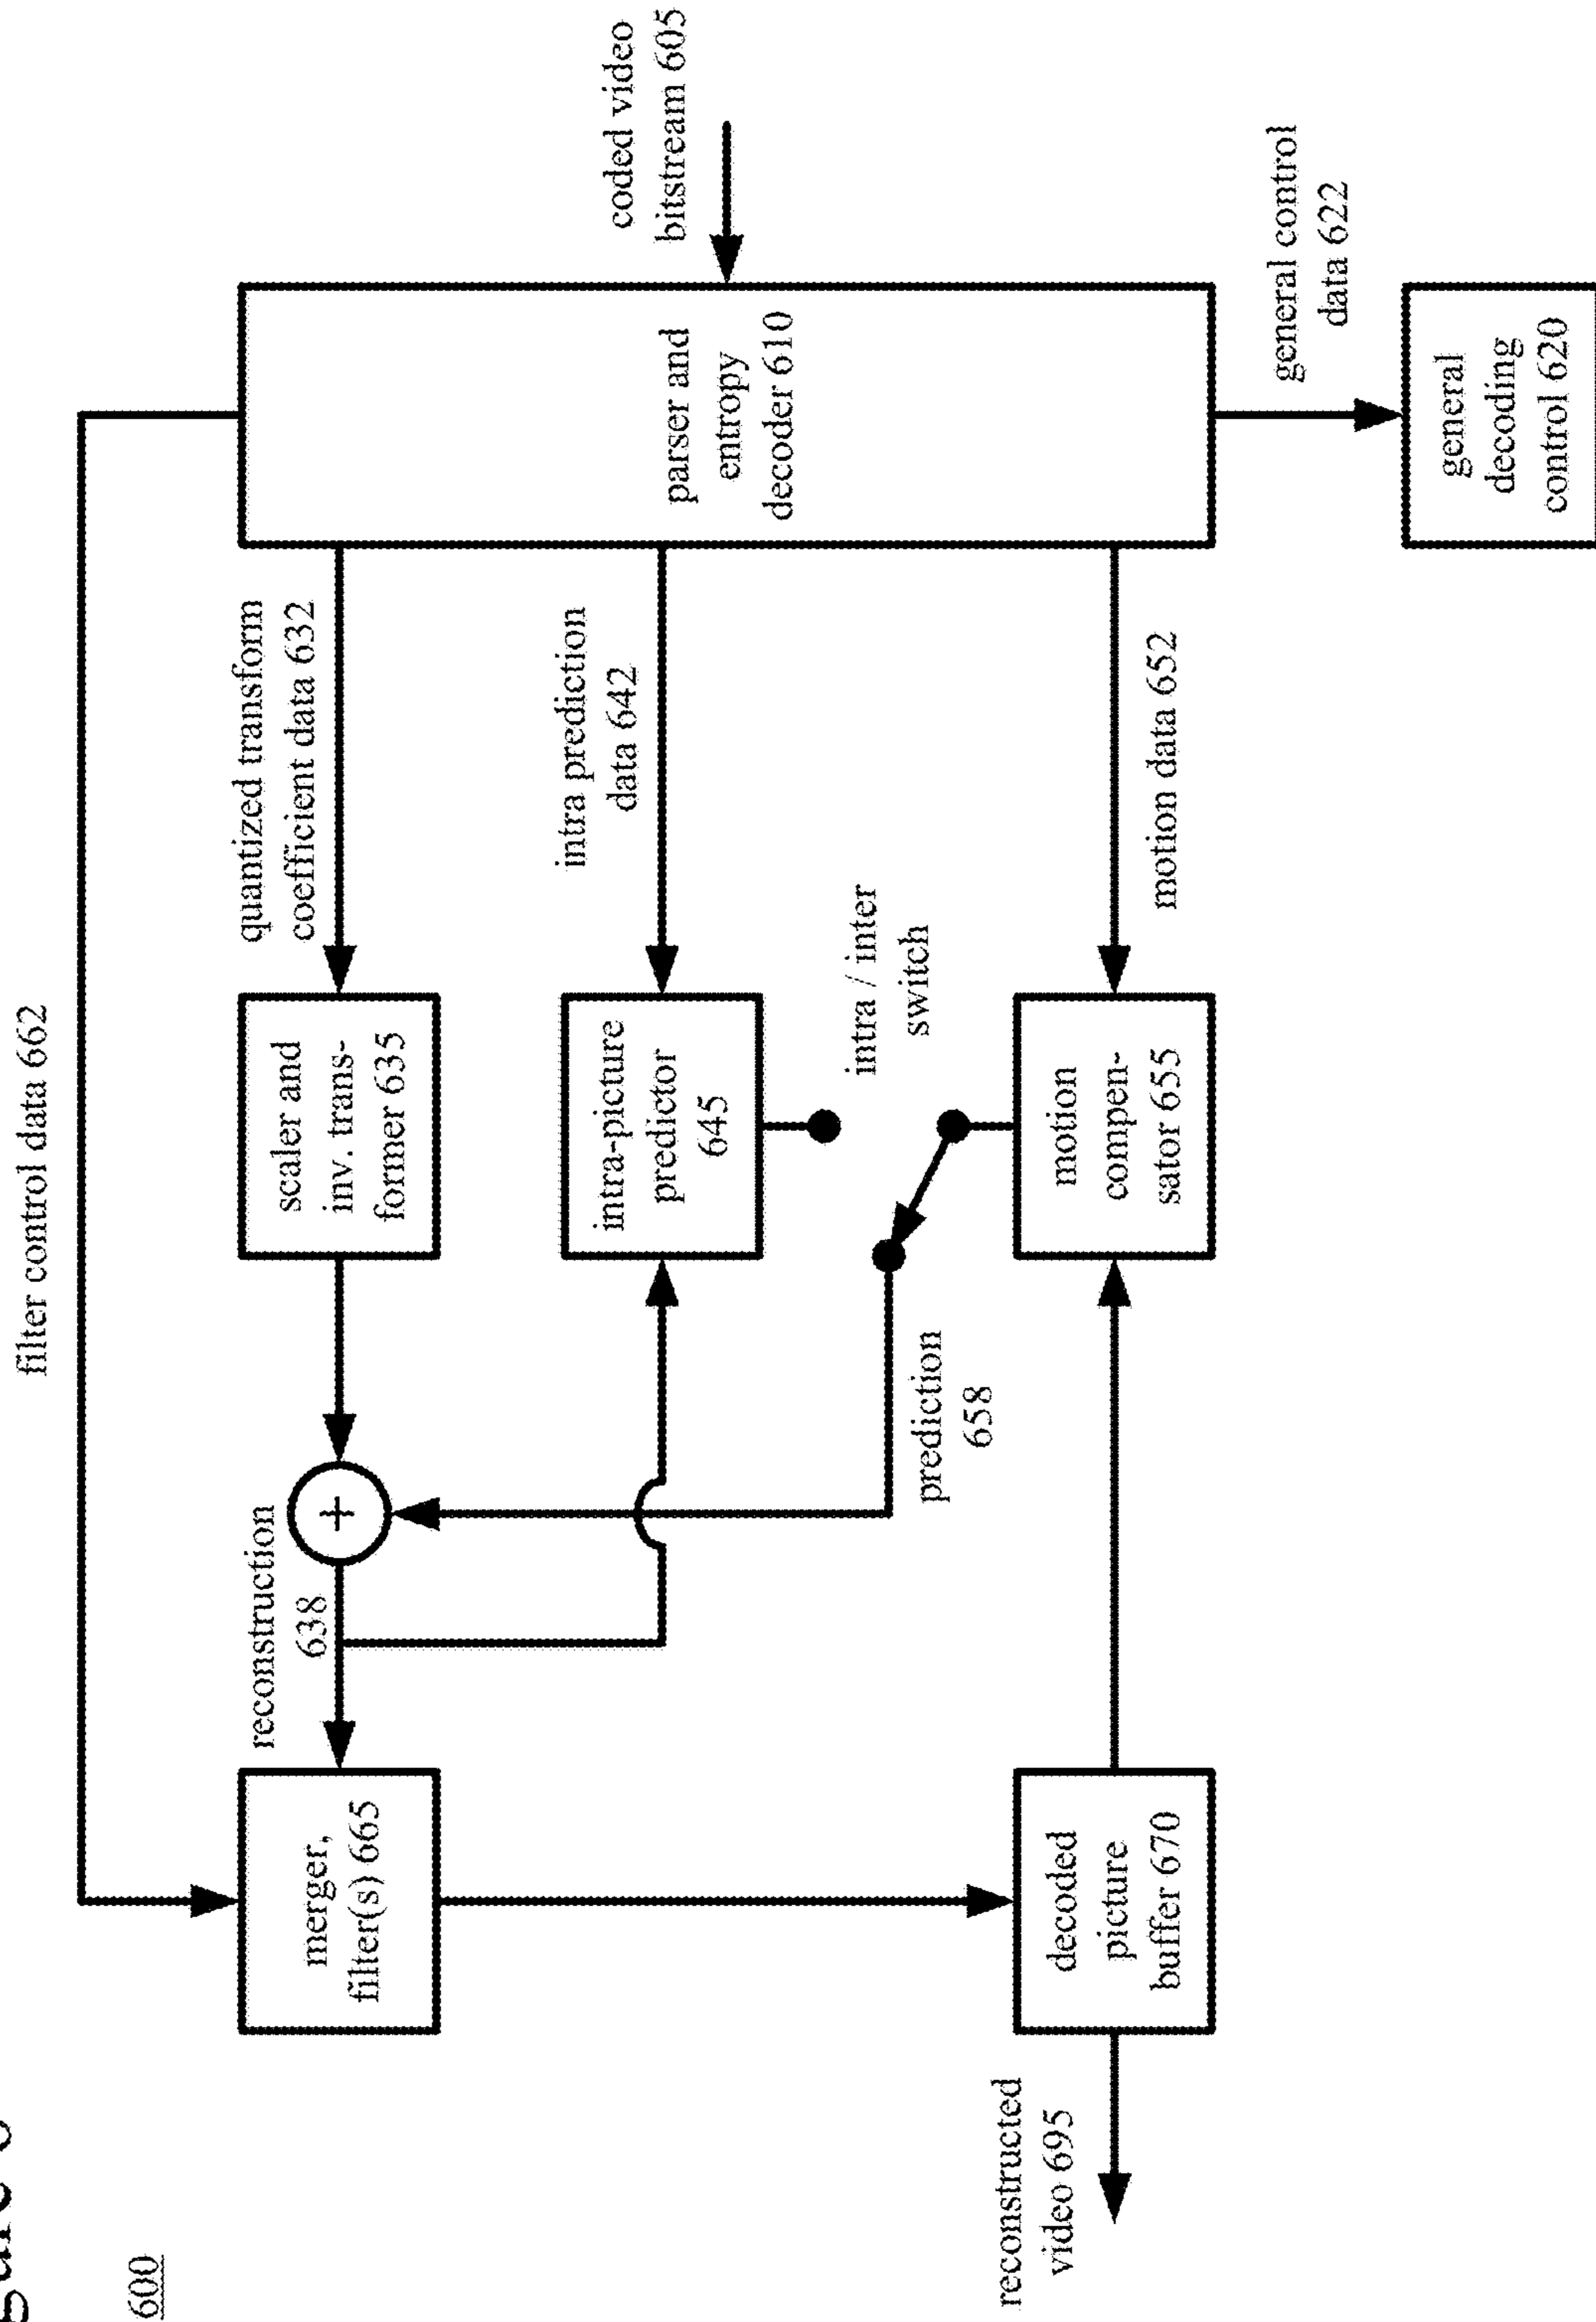 600
filter control data 662
merger,
filter(s) 665
reconstruction
638
+
scaler and
inv. trans-
former 635
quantized transform
coefficient data 632
parser and
entropy
decoder 610
coded video
bitstream 605
intra-picture
predictor
645
intra prediction
data 642
intra / inter
switch
prediction
658
reconstructed
video 695
decoded
picture
buffer 670
motion
compen-
sator 655
motion data 652
general control
data 622
general
decoding
control 620